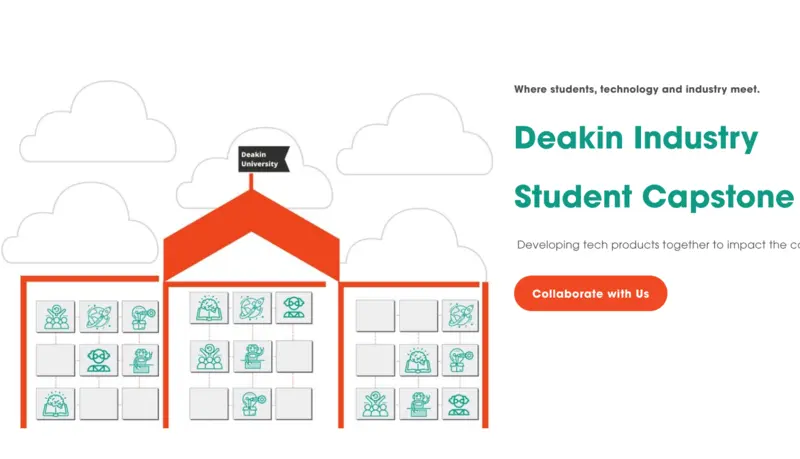 Deakin
University
Where students, technology and industry meet.
Deakin Industry
Student Capstone
Developing tech products together to impact the
Collaborate with Us